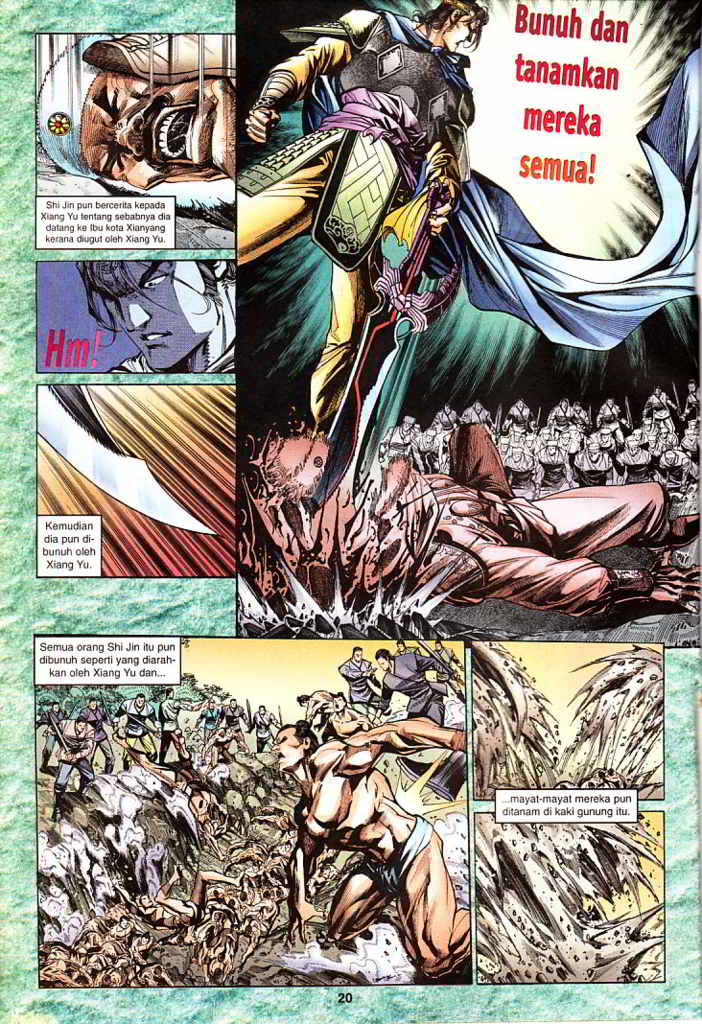 Shi Jin pun bercerita kepada
Xiang Yu tentang sebabnya dia
datang ke Ibu kota Xianyang
kerana diugut oleh Xiang Yu.
Hm!
Kemudian
dia pun di-
bunuh oleh
Xiang Yu.
Bunuh dan
tanamkan
mereka
semua!
Semua orang Shi Jin itu pun
dibunuh seperti yang diarah-
kan oleh Xiang Yu dan...
...mayat-mayat mereka pun
ditanam di kaki gunung itu.
20